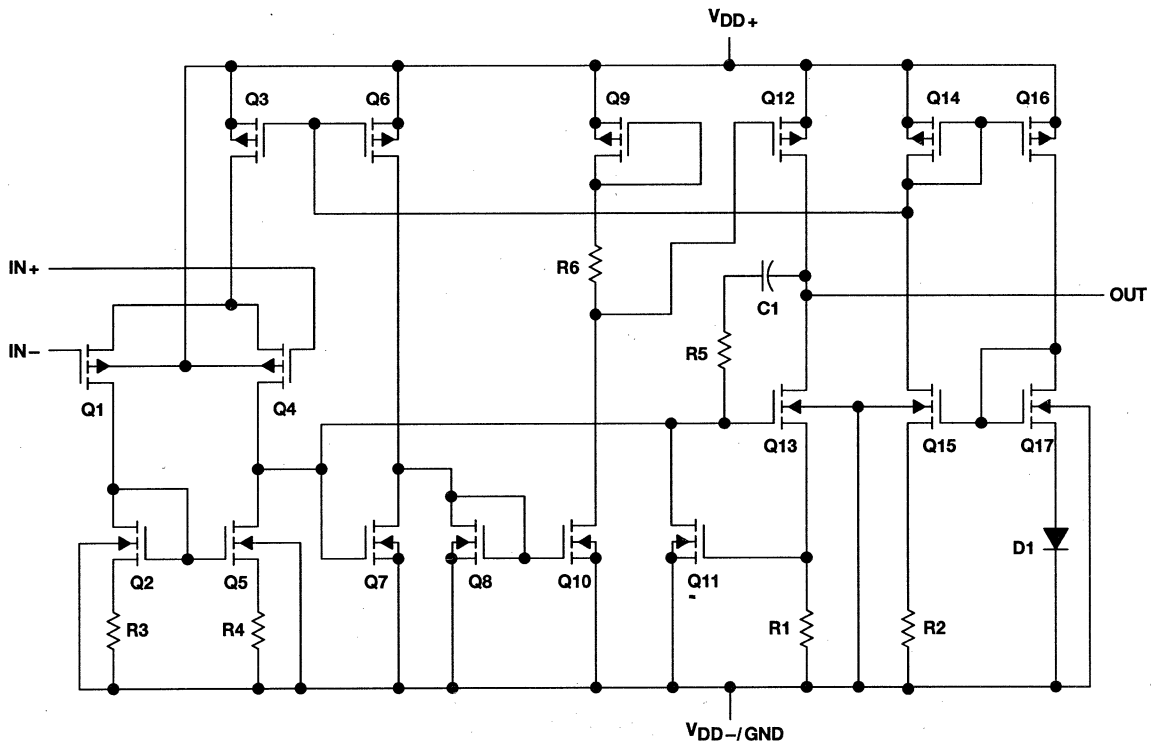 VDD+
Q3
Q6
Q9
Q12
Q14
Q16
IN+
R6
C1
OUT
IN−
R5
Q1
Q4
Q13
Q15
Q17
Q2
Q5
Q7
Q8
Q10
Q11
D1
R3
R4
R1
R2
VDD−/GND